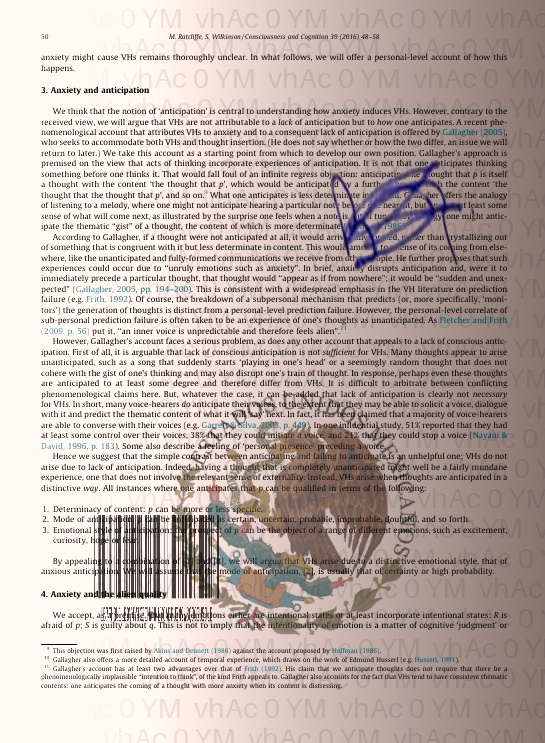 50
M. Ratcliffe, S. Wilkinson / Consciousness and Cognition 39 (2016) 48–58
anxiety might cause VHs remains thoroughly unclear. In what follows, we will offer a personal-level account of how this
happens.
3. Anxiety and anticipation
We think that the notion of 'anticipation' is central to understanding how anxiety induces VHs. However, contrary to the
received view, we will argue that VHs are not attributable to a lack of anticipation but to how one anticipates. A recent phe-
nomenological account that attributes VHs to anxiety and to a consequent lack of anticipation is offered by Gallagher (2005),
who seeks to accommodate both VHs and thought insertion. (He does not say whether or how the two differ, an issue we will
return to later.) We take this account as a starting point from which to develop our own position. Gallagher's approach is
premised on the view that acts of thinking incorporate experiences of anticipation. It is not that one anticipates thinking
something before one thinks it. That would fall foul of an infinite regress objection: anticipating the thought that p is itself
a thought with the content 'the thought that p', which would be anticipated by a further the content 'the
thought that the thought that p', and so on.9 What one anticipates is less determinate in Gallagher offers the analogy
of listening to a melody, where one might not anticipate hearing a particular note before one hears it, but at least some
sense of what will come next, as illustrated by the surprise one feels when a note is one might antic-
ipate the thematic "gist" of a thought, the content of which is more determinate
According to Gallagher, if a thought were not anticipated at all, it would arrive rather than crystallizing out
of something that is congruent with it but less determinate in content. This would sense of its coming from else-
where, like the unanticipated and fully-formed communications we receive from other people. He further proposes that such
experiences could occur due to "unruly emotions such as anxiety". In brief, anxiety disrupts anticipation and, were it to
immediately precede a particular thought, that thought would "appear as if from nowhere"; it would be "sudden and unex-
pected" (Gallagher, 2005, pp. 194–200). This is consistent with a widespread emphasis in the VH literature on prediction
failure (e.g. Frith, 1992). Of course, the breakdown of a subpersonal mechanism that predicts (or, more specifically, 'moni-
tors') the generation of thoughts is distinct from a personal-level prediction failure. However, the personal-level correlate of
sub-personal prediction failure is often taken to be an experience of one's thoughts as unanticipated. As Fletcher and Frith
(2009, p. 56) put it, "an inner voice is unpredictable and therefore feels alien".11
However, Gallagher's account faces a serious problem, as does any other account that appeals to a lack of conscious antic-
ipation. First of all, it is arguable that lack of conscious anticipation is not sufficient for VHs. Many thoughts appear to arise
unanticipated, such as a song that suddenly starts 'playing in one's head' or a seemingly random thought that does not
cohere with the gist of one's thinking and may also disrupt one's train of thought. In response, perhaps even these thoughts
are anticipated to at least some degree and therefore differ from VHs. It is difficult to arbitrate between conflicting
phenomenological claims here. But, whatever the case, it can be added that lack of anticipation is clearly not necessary
for VHs. In short, many voice-hearers do anticipate their voices, to the extent that they may be able to solicit a voice, dialogue
with it and predict the thematic content of what it will say next. In fact, it has been claimed that a majority of voice-hearers
are able to converse with their voices (e.g. Garrett & Silva, 2003, p. 449). In one influential study, 51% reported that they had
at least some control over their voices; 38% that they could initiate a voice, and 21% that they could stop a voice (Nayani &
David, 1996, p. 183). Some also describe a feeling of 'personal presence' preceding a voice.
Hence we suggest that the simple contrast between anticipating and failing to anticipate is an unhelpful one; VHs do not
arise due to lack of anticipation. Indeed, having a thought that is completely unanticipated might well be a fairly mundane
experience, one that does not involve the relevant sense of externality. Instead, VHs arise when thoughts are anticipated in a
distinctive way. All instances where one anticipates that p can be qualified in terms of the following:
1. Determinacy of content: p can be more or less specific.
2. Mode of anticipation: p can be anticipated as certain, uncertain, probable, improbable, doubtful, and so forth.
3. Emotional style of anticipation: the prospect of p can be the object of a range of different emotions, such as excitement,
curiosity, hope or fear.
By appealing to a combination of [1] and [3], we will argue that VHs arise due to a distinctive emotional style, that of
anxious anticipation. We will assume that the mode of anticipation, [2], is usually that of certainty or high probability.
4. Anxiety and the alien quality
We accept, as a premise, that many emotions either are intentional states or at least incorporate intentional states: R is
afraid of p; S is guilty about q. This is not to imply that the intentionality of emotion is a matter of cognitive 'judgment' or
9 This objection was first raised by Akins and Dennett (1986) against the account proposed by Hoffman (1986).
10 Gallagher also offers a more detailed account of temporal experience, which draws on the work of Edmund Husserl (e.g. Husserl, 1991).
11 Gallagher's account has at least two advantages over that of Frith (1992). His claim that we anticipate thoughts does not require that there be a
phenomenologically implausible "intention to think", of the kind Frith appeals to. Gallagher also accounts for the fact that VHs tend to have consistent thematic
contents: one anticipates the coming of a thought with more anxiety when its content is distressing.